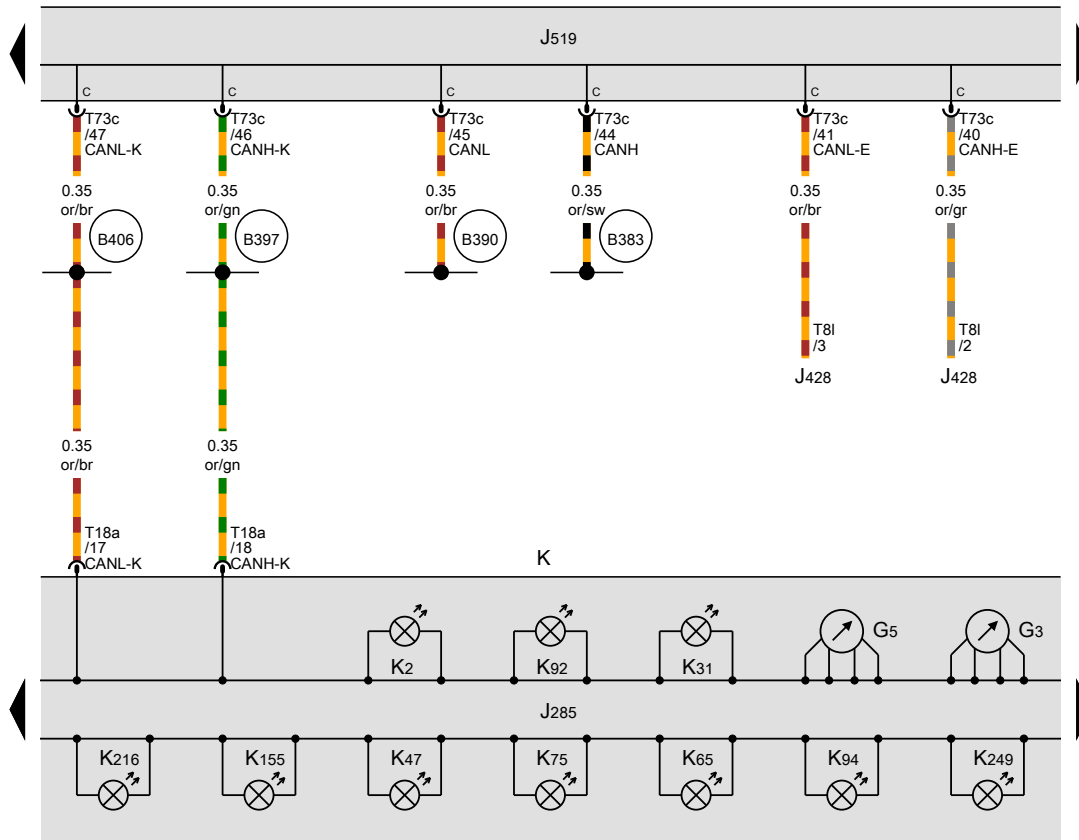 J519
c c c c c c
T73c
/47
CANL-K
T73c
/46
CANH-K
T73c
/45
CANL
T73c
/44
CANH
T73c
/41
CANL-E
T73c
/40
CANH-E
0.35
or/br
0.35
or/gn
0.35
or/br
0.35
or/sw
0.35
or/br
0.35
or/gr
B406
B397
B390
B383
T8l
/3
T8l
/2
J428
J428
0.35
or/br
0.35
or/gn
T18a
/17
CANL-K
T18a
/18
CANH-K
K
G5
G3
K2
K92
K31
J285
K216
K155
K47
K75
K65
K94
K249